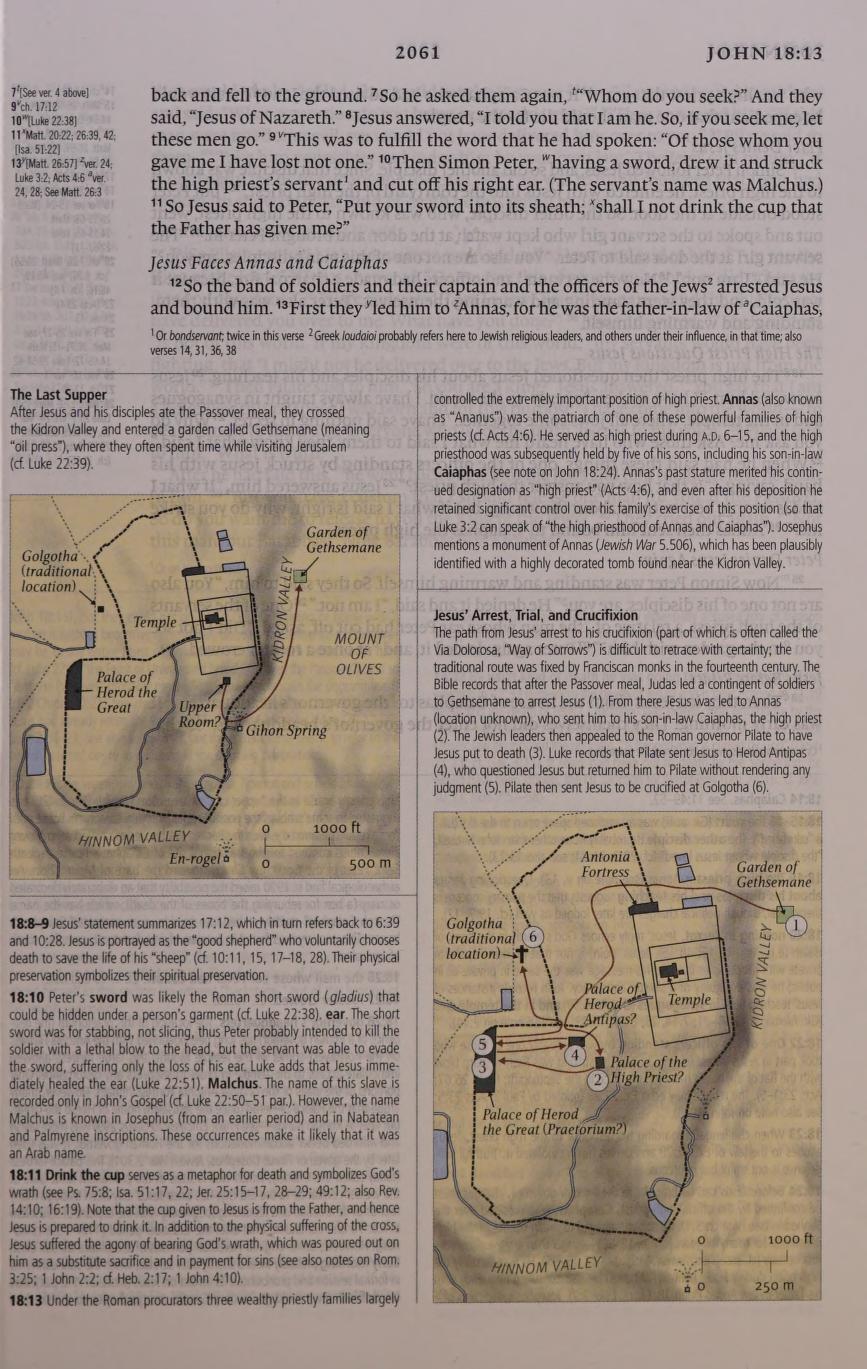 2061
JOHN 18:13
7ᵗ[See ver. 4 above]
9ᵛch. 17:12
10ʷ[Luke 22:38]
11ˣMatt. 20:22; 26:39, 42;
[Isa. 51:22]
13ʸ[Matt. 26:57] ᶻver. 24;
Luke 3:2; Acts 4:6 ᵃver.
24, 28; See Matt. 26:3
back and fell to the ground. ⁷So he asked them again, ᵗ“Whom do you seek?” And they
said, “Jesus of Nazareth.” ⁸Jesus answered, “I told you that I am he. So, if you seek me, let
these men go.” ⁹ᵛThis was to fulfill the word that he had spoken: “Of those whom you
gave me I have lost not one.” ¹⁰Then Simon Peter, ʷhaving a sword, drew it and struck
the high priest’s servant¹ and cut off his right ear. (The servant’s name was Malchus.)
¹¹So Jesus said to Peter, “Put your sword into its sheath; ˣshall I not drink the cup that
the Father has given me?”
Jesus Faces Annas and Caiaphas
¹²So the band of soldiers and their captain and the officers of the Jews² arrested Jesus
and bound him. ¹³First they ʸled him to ᶻAnnas, for he was the father-in-law of ᵃCaiaphas,
¹Or bondservant; twice in this verse ²Greek Ioudaioi probably refers here to Jewish religious leaders, and others under their influence, in that time; also
verses 14, 31, 36, 38
The Last Supper
After Jesus and his disciples ate the Passover meal, they crossed
the Kidron Valley and entered a garden called Gethsemane (meaning
“oil press”), where they often spent time while visiting Jerusalem
(cf. Luke 22:39).
Golgotha
(traditional
location)
Garden of
Gethsemane
Temple
KIDRON VALLEY
MOUNT
OF
OLIVES
Palace of
Herod the
Great
Upper
Room?
Gihon Spring
HINNOM VALLEY
En-rogel
0
1000 ft
0
500 m
18:8–9 Jesus’ statement summarizes 17:12, which in turn refers back to 6:39
and 10:28. Jesus is portrayed as the “good shepherd” who voluntarily chooses
death to save the life of his “sheep” (cf. 10:11, 15, 17–18, 28). Their physical
preservation symbolizes their spiritual preservation.
18:10 Peter’s sword was likely the Roman short sword (gladius) that
could be hidden under a person’s garment (cf. Luke 22:38). ear. The short
sword was for stabbing, not slicing, thus Peter probably intended to kill the
soldier with a lethal blow to the head, but the servant was able to evade
the sword, suffering only the loss of his ear. Luke adds that Jesus imme-
diately healed the ear (Luke 22:51). Malchus. The name of this slave is
recorded only in John’s Gospel (cf. Luke 22:50–51 par.). However, the name
Malchus is known in Josephus (from an earlier period) and in Nabatean
and Palmyrene inscriptions. These occurrences make it likely that it was
an Arab name.
18:11 Drink the cup serves as a metaphor for death and symbolizes God’s
wrath (see Ps. 75:8; Isa. 51:17, 22; Jer. 25:15–17, 28–29; 49:12; also Rev.
14:10; 16:19). Note that the cup given to Jesus is from the Father, and hence
Jesus is prepared to drink it. In addition to the physical suffering of the cross,
Jesus suffered the agony of bearing God’s wrath, which was poured out on
him as a substitute sacrifice and in payment for sins (see also notes on Rom.
3:25; 1 John 2:2; cf. Heb. 2:17; 1 John 4:10).
18:13 Under the Roman procurators three wealthy priestly families largely
controlled the extremely important position of high priest. Annas (also known
as “Ananus”) was the patriarch of one of these powerful families of high
priests (cf. Acts 4:6). He served as high priest during A.D. 6–15, and the high
priesthood was subsequently held by five of his sons, including his son-in-law
Caiaphas (see note on John 18:24). Annas’s past stature merited his contin-
ued designation as “high priest” (Acts 4:6), and even after his deposition he
retained significant control over his family’s exercise of this position (so that
Luke 3:2 can speak of “the high priesthood of Annas and Caiaphas”). Josephus
mentions a monument of Annas (Jewish War 5.506), which has been plausibly
identified with a highly decorated tomb found near the Kidron Valley.
Jesus’ Arrest, Trial, and Crucifixion
The path from Jesus’ arrest to his crucifixion (part of which is often called the
Via Dolorosa, “Way of Sorrows”) is difficult to retrace with certainty; the
traditional route was fixed by Franciscan monks in the fourteenth century. The
Bible records that after the Passover meal, Judas led a contingent of soldiers
to Gethsemane to arrest Jesus (1). From there Jesus was led to Annas
(location unknown), who sent him to his son-in-law Caiaphas, the high priest
(2). The Jewish leaders then appealed to the Roman governor Pilate to have
Jesus put to death (3). Luke records that Pilate sent Jesus to Herod Antipas
(4), who questioned Jesus but returned him to Pilate without rendering any
judgment (5). Pilate then sent Jesus to be crucified at Golgotha (6).
Antonia
Fortress
Garden of
Gethsemane
1
Golgotha
(traditional
location)
6
KIDRON VALLEY
Palace of
Herod
Antipas?
Temple
5
3
4
2
Palace of the
High Priest?
Palace of Herod
the Great (Praetorium?)
HINNOM VALLEY
0
1000 ft
0
250 m